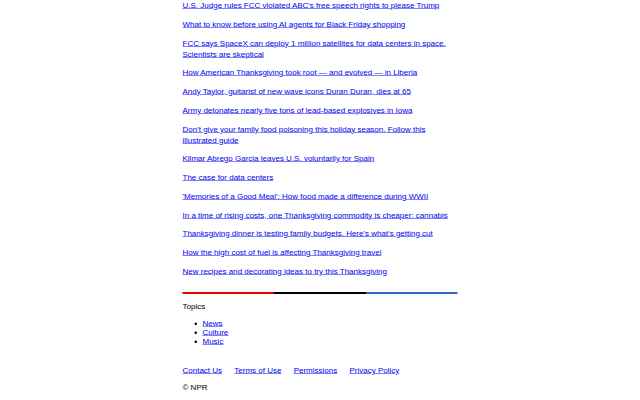 U.S. Judge rules FCC violated ABC's free speech rights to please Trump
What to know before using AI agents for Black Friday shopping
FCC says SpaceX can deploy 1 million satellites for data centers in space.
Scientists are skeptical
How American Thanksgiving took root — and evolved — in Liberia
Andy Taylor, guitarist of new wave icons Duran Duran, dies at 65
Army detonates nearly five tons of lead-based explosives in Iowa
Don't give your family food poisoning this holiday season. Follow this
illustrated guide
Kilmar Abrego Garcia leaves U.S. voluntarily for Spain
The case for data centers
'Memories of a Good Meal': How food made a difference during WWII
In a time of rising costs, one Thanksgiving commodity is cheaper: cannabis
Thanksgiving dinner is testing family budgets. Here's what's getting cut
How the high cost of fuel is affecting Thanksgiving travel
New recipes and decorating ideas to try this Thanksgiving
Topics
News
Culture
Music
Contact Us Terms of Use Permissions Privacy Policy
© NPR